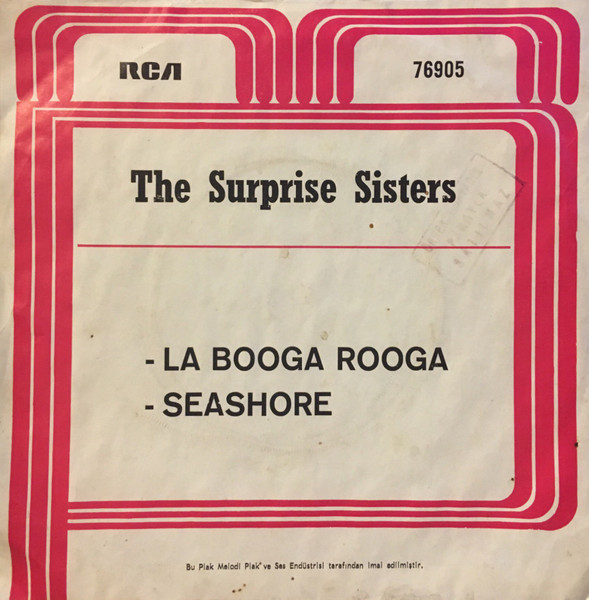 RCA
76905
The Surprise Sisters
- LA BOOGA ROOGA
- SEASHORE
Bu Plak Melodi Plak ve Ses Endüstrisi tarafından imal edilmiştir.